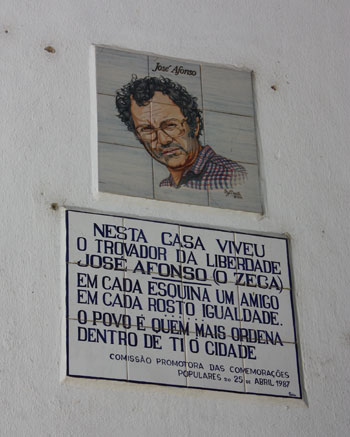 José Afonso
NESTA CASA VIVEU
O TROVADOR DA LIBERDADE
JOSÉ AFONSO (O ZECA)
EM CADA ESQUINA UM AMIGO
EM CADA ROSTO IGUALDADE.
......
O POVO É QUEM MAIS ORDENA
DENTRO DE TI O CIDADE
COMISSÃO PROMOTORA DAS COMEMORAÇÕES
POPULARES DO 25 DE ABRIL 1987